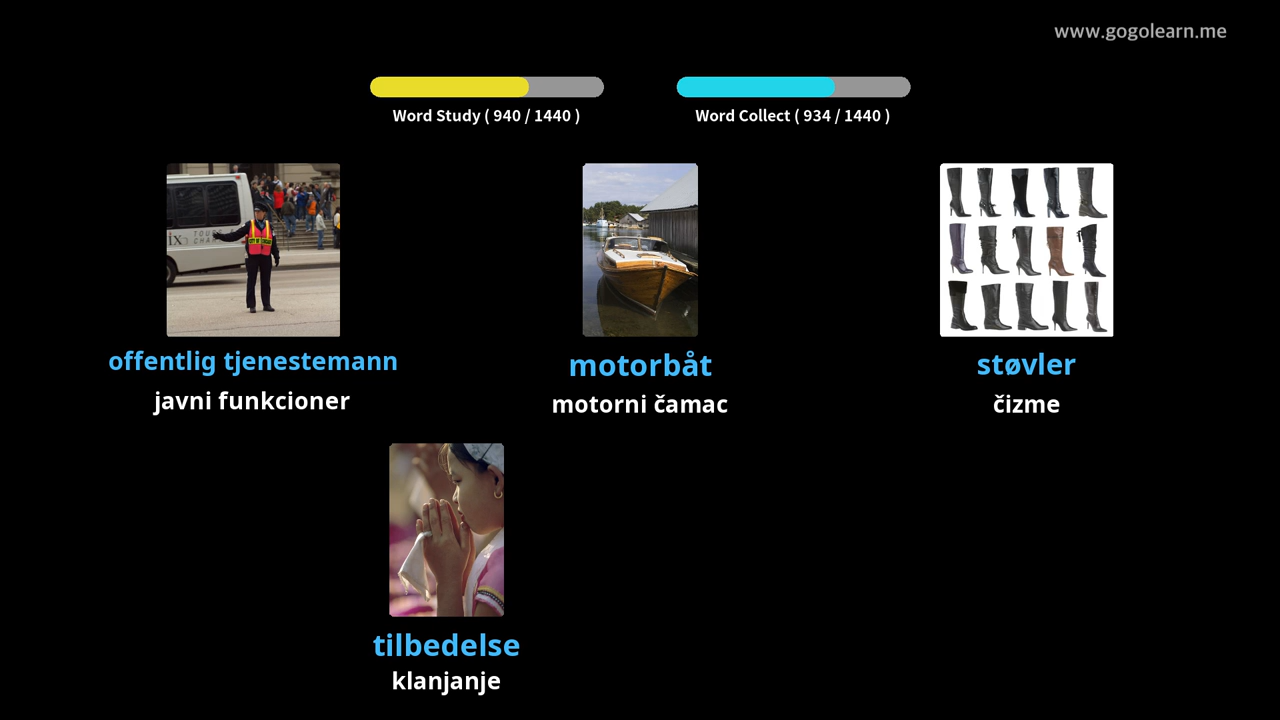 www.gogolearn.me
Word Study ( 940 / 1440 )
Word Collect ( 934 / 1440 )
offentlig tjenestemann
motorbåt
støvler
javni funkcioner
motorni čamac
čizme
tilbedelse
klanjanje